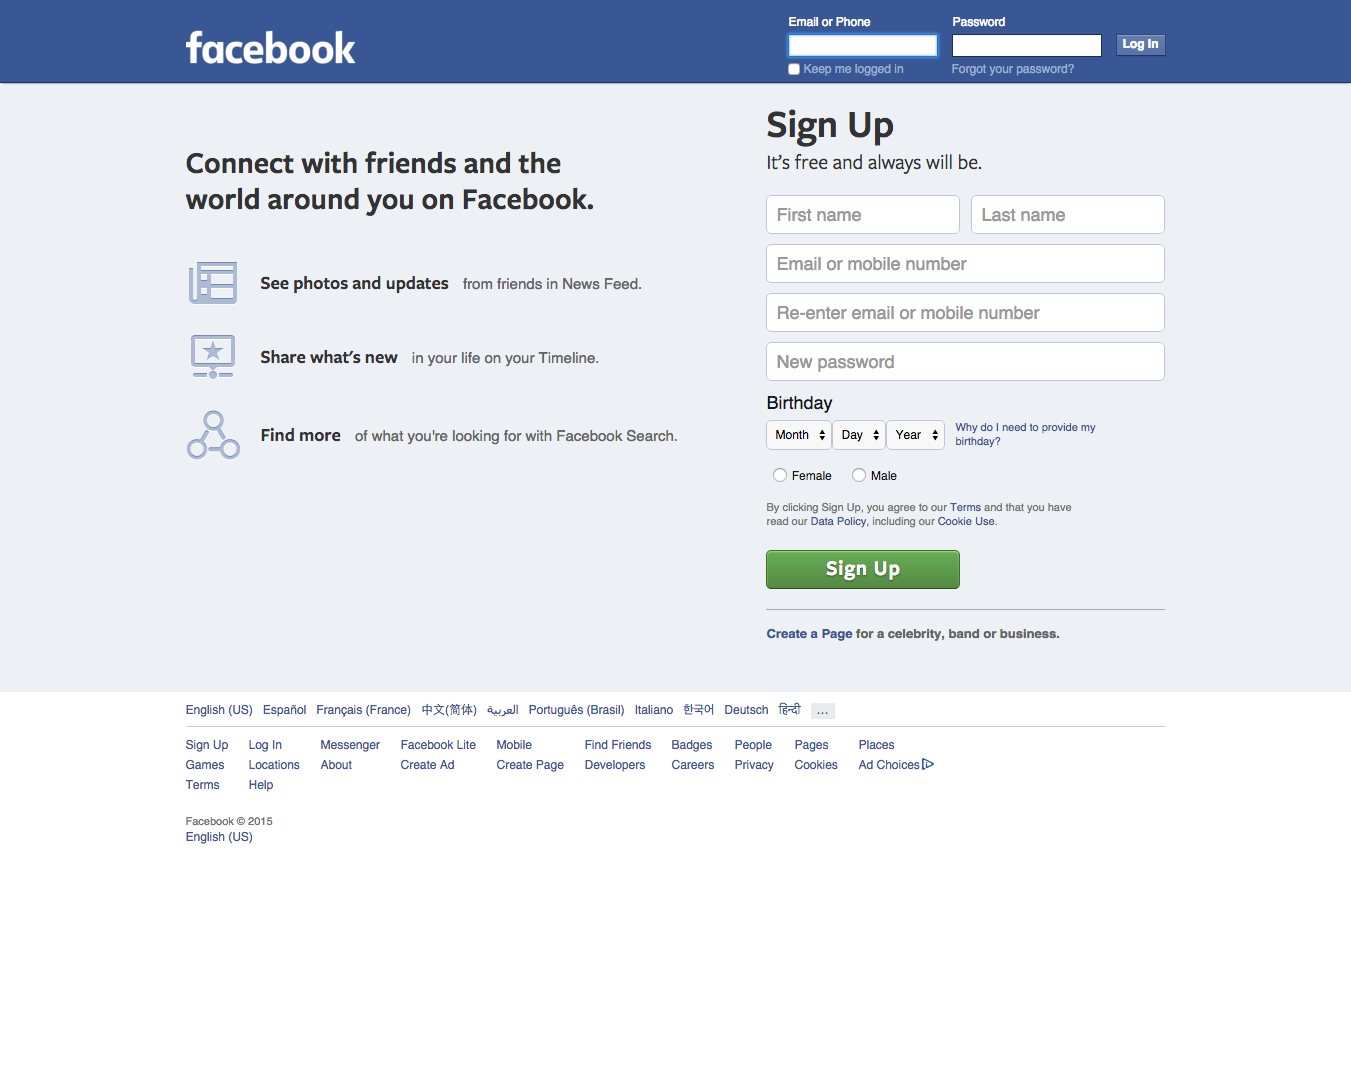 facebook
Email or Phone
Password
Log In
Keep me logged in
Forgot your password?
Connect with friends and the
world around you on Facebook.
See photos and updates from friends in News Feed.
Share what's new in your life on your Timeline.
Find more of what you're looking for with Facebook Search.
Sign Up
It's free and always will be.
First name
Last name
Email or mobile number
Re-enter email or mobile number
New password
Birthday
Month Day Year
Why do I need to provide my
birthday?
Female Male
By clicking Sign Up, you agree to our Terms and that you have
read our Data Policy, including our Cookie Use.
Sign Up
Create a Page for a celebrity, band or business.
English (US) Español Français (France) 中文(简体) العربية Português (Brasil) Italiano 한국어 Deutsch हिन्दी ...
Sign Up Log In Messenger Facebook Lite Mobile Find Friends Badges People Pages Places
Games Locations About Create Ad Create Page Developers Careers Privacy Cookies Ad Choices
Terms Help
Facebook © 2015
English (US)